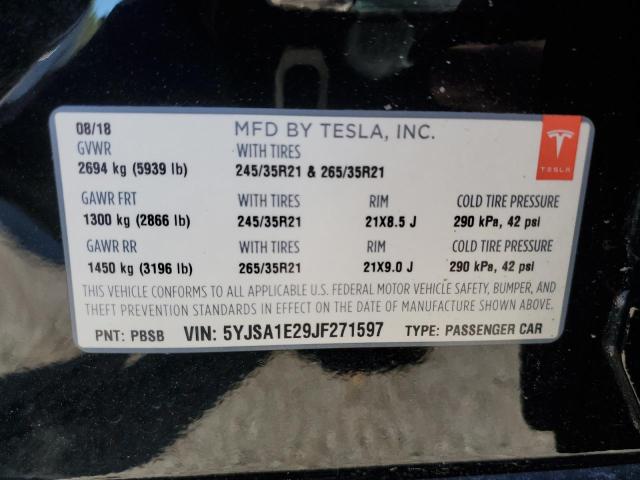 08/18 MFD BY TESLA, INC.
GVWR WITH TIRES
2694 kg (5939 lb) 245/35R21 & 265/35R21
TESLA
GAWR FRT WITH TIRES RIM COLD TIRE PRESSURE
1300 kg (2866 lb) 245/35R21 21X8.5 J 290 kPa, 42 psi
GAWR RR WITH TIRES RIM COLD TIRE PRESSURE
1450 kg (3196 lb) 265/35R21 21X9.0 J 290 kPa, 42 psi
THIS VEHICLE CONFORMS TO ALL APPLICABLE U.S. FEDERAL MOTOR VEHICLE SAFETY, BUMPER, AND
THEFT PREVENTION STANDARDS IN EFFECT ON THE DATE OF MANUFACTURE SHOWN ABOVE.
PNT: PBSB VIN: 5YJSA1E29JF271597 TYPE: PASSENGER CAR